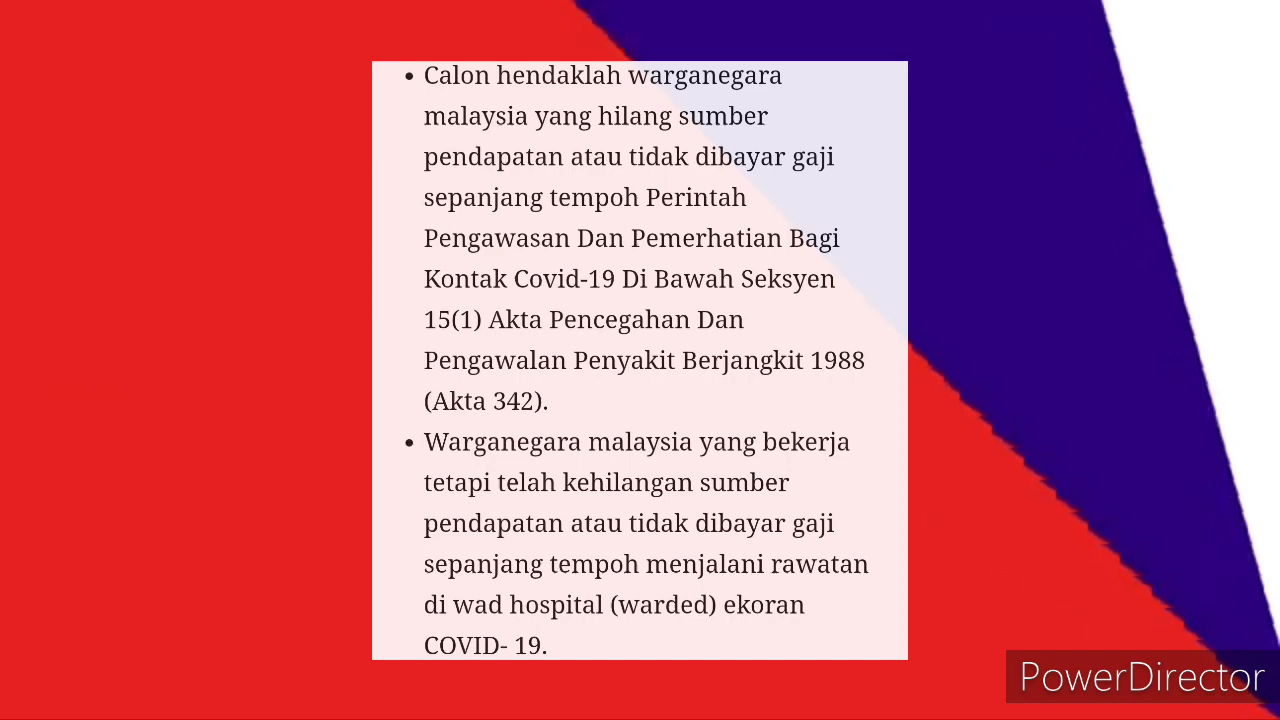 • Calon hendaklah warganegara
malaysia yang hilang sumber
pendapatan atau tidak dibayar gaji
sepanjang tempoh Perintah
Pengawasan Dan Pemerhatian Bagi
Kontak Covid-19 Di Bawah Seksyen
15(1) Akta Pencegahan Dan
Pengawalan Penyakit Berjangkit 1988
(Akta 342).
• Warganegara malaysia yang bekerja
tetapi telah kehilangan sumber
pendapatan atau tidak dibayar gaji
sepanjang tempoh menjalani rawatan
di wad hospital (warded) ekoran
COVID- 19.
PowerDirector